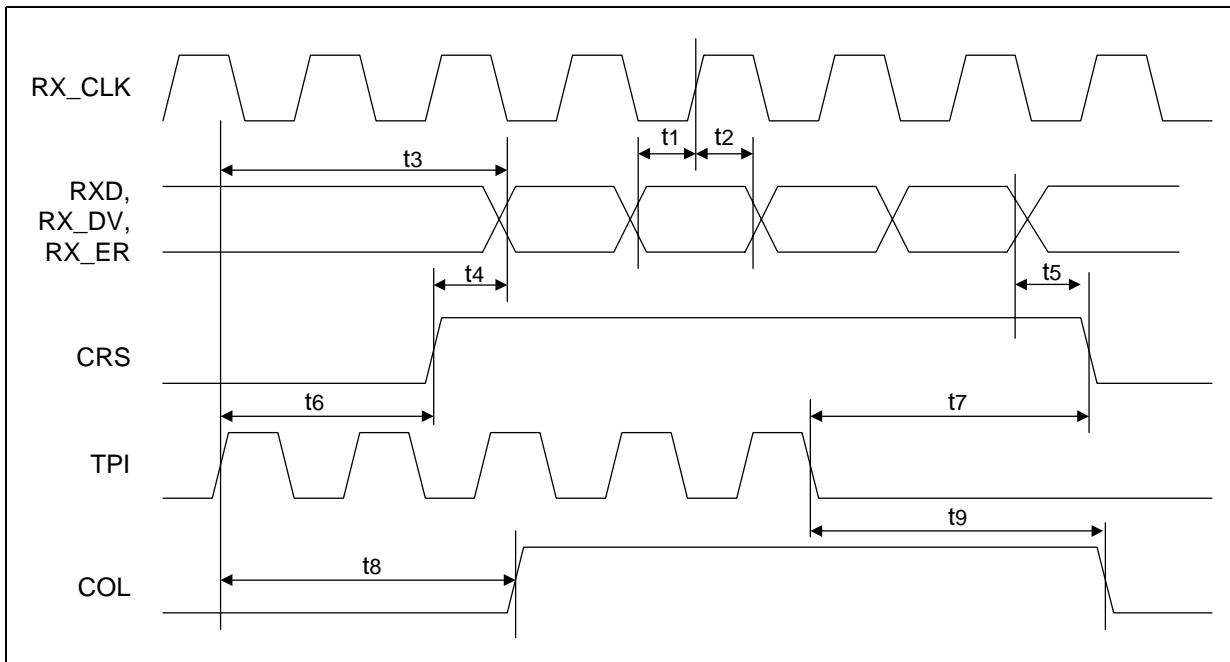 RX_CLK
t1
t2
t3
RXD,
RX_DV,
RX_ER
t4
t5
CRS
t6
t7
TPI
t9
t8
COL